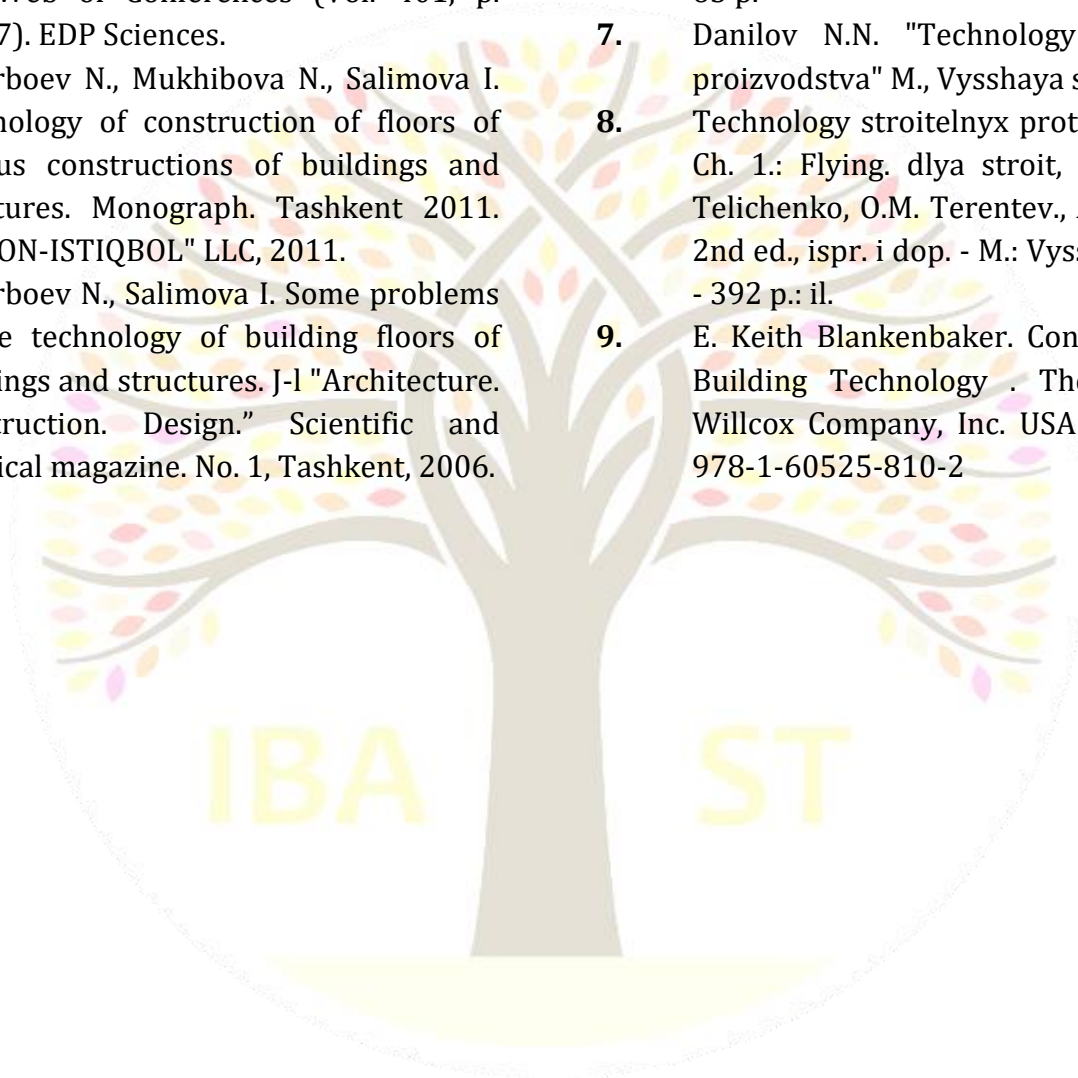 Web of Conferences (Vol. 401, p.
7). EDP Sciences.
rboev N., Mukhibova N., Salimova I.
nology of construction of floors of
us constructions of buildings and
tures. Monograph. Tashkent 2011.
ON-ISTIQBOL" LLC, 2011.
rboev N., Salimova I. Some problems
e technology of building floors of
ings and structures. J-l "Architecture.
truction. Design.” Scientific and
ical magazine. No. 1, Tashkent, 2006.
7. Danilov N.N. "Technology
proizvodstva" M., Vysshaya s
8. Technology stroitelnyx prot
Ch. 1.: Flying. dlya stroit,
Telichenko, O.M. Terentev.,
2nd ed., ispr. i dop. - M.: Vyss
- 392 p.: il.
9. E. Keith Blankenbaker. Con
Building Technology . The
Willcox Company, Inc. USA
978-1-60525-810-2
IBA ST